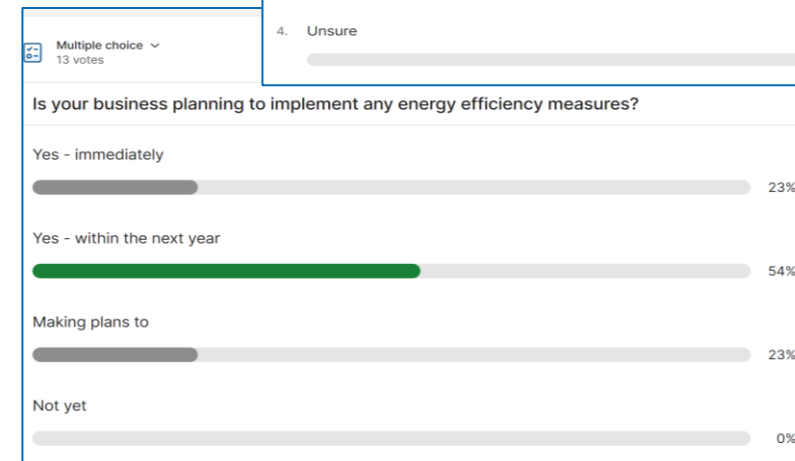 4. Unsure
Multiple choice
13 votes
Is your business planning to implement any energy efficiency measures?
Yes - immediately
23%
Yes - within the next year
54%
Making plans to
23%
Not yet
0%